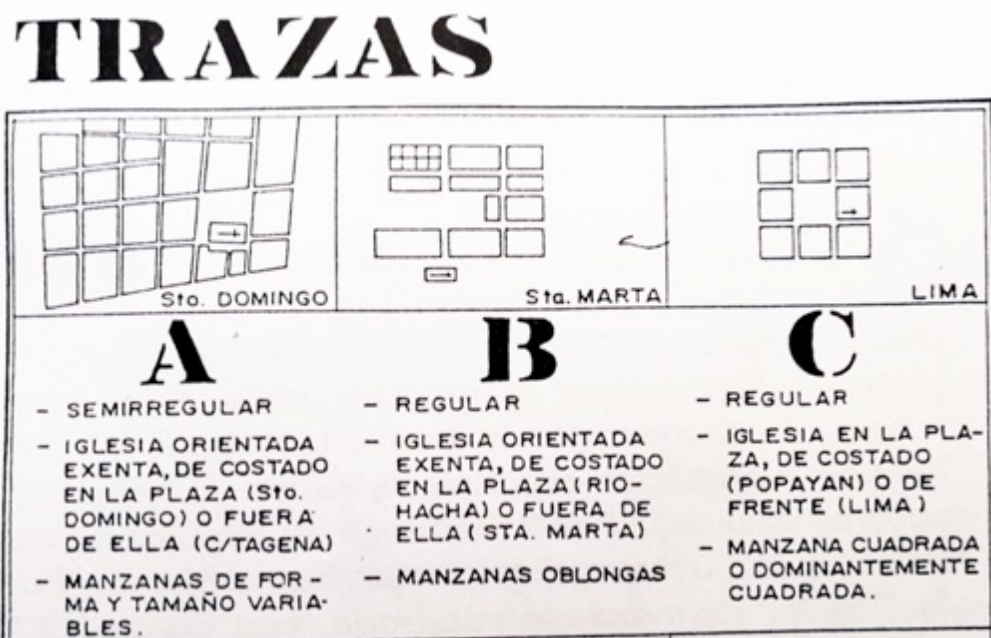 TRAZAS
Sto. DOMINGO
Sta. MARTA
LIMA
A
- SEMIRREGULAR
- IGLESIA ORIENTADA
EXENTA, DE COSTADO
EN LA PLAZA (Sto.
DOMINGO) O FUERA
DE ELLA (C/TAGENA)
- MANZANAS DE FOR-
MA Y TAMAÑO VARIA-
BLES.
B
- REGULAR
- IGLESIA ORIENTADA
EXENTA, DE COSTADO
EN LA PLAZA (RIO-
HACHA) O FUERA DE
ELLA (STA. MARTA)
- MANZANAS OBLONGAS
C
- REGULAR
- IGLESIA EN LA PLA-
ZA, DE COSTADO
(POPAYAN) O DE
FRENTE (LIMA)
- MANZANA CUADRADA
O DOMINANTEMENTE
CUADRADA.